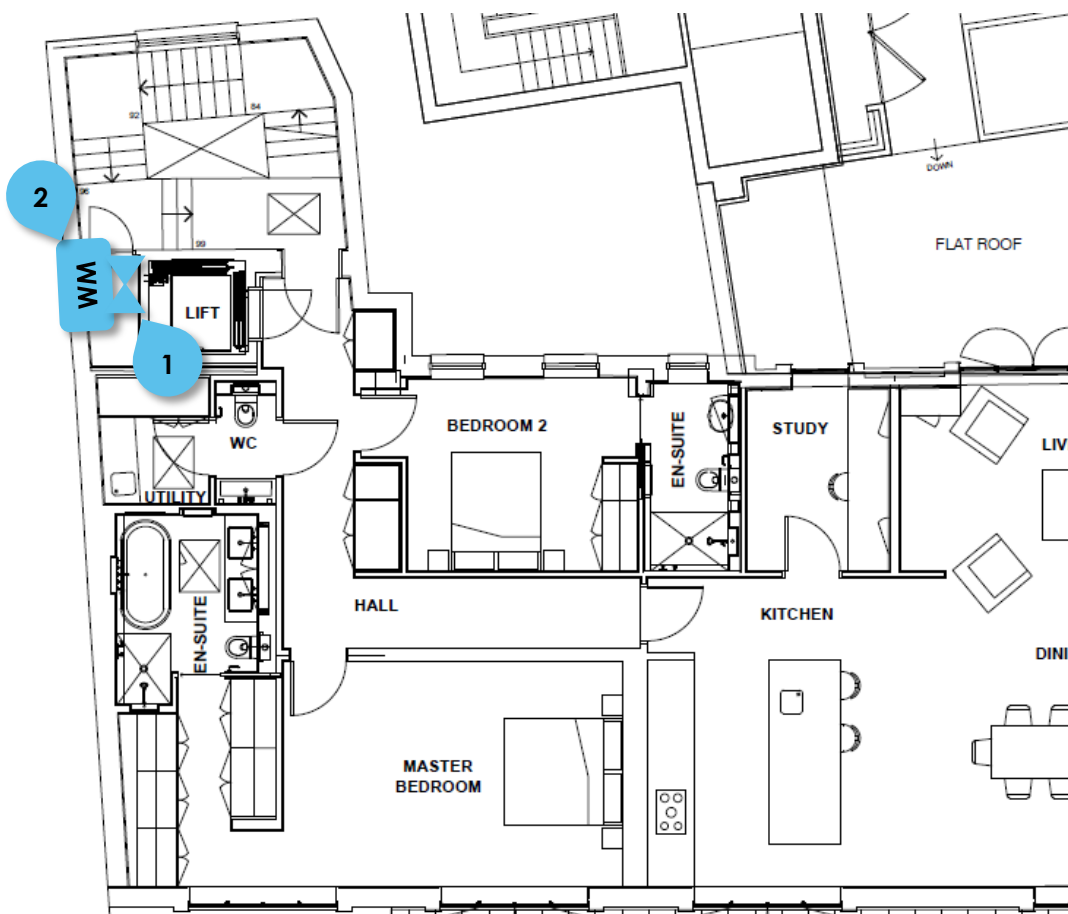 84
92
DOWN
96
2
99
FLAT ROOF
WM
LIFT
1
BEDROOM 2
STUDY
WC
LIV
EN-SUITE
UTILITY
HALL
KITCHEN
EN-SUITE
DINI
MASTER
BEDROOM